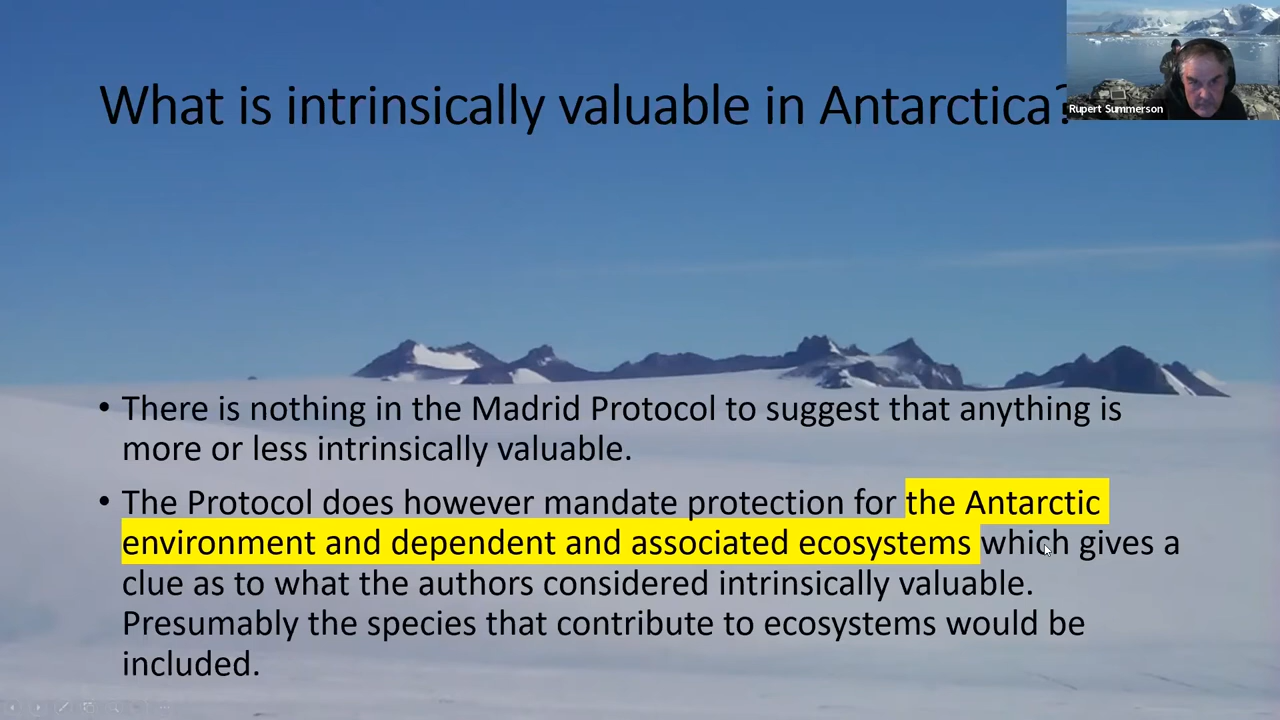 What is intrinsically valuable in Antarctica?
Rupert Summerson
• There is nothing in the Madrid Protocol to suggest that anything is
more or less intrinsically valuable.
• The Protocol does however mandate protection for the Antarctic
environment and dependent and associated ecosystems which gives a
clue as to what the authors considered intrinsically valuable.
Presumably the species that contribute to ecosystems would be
included.